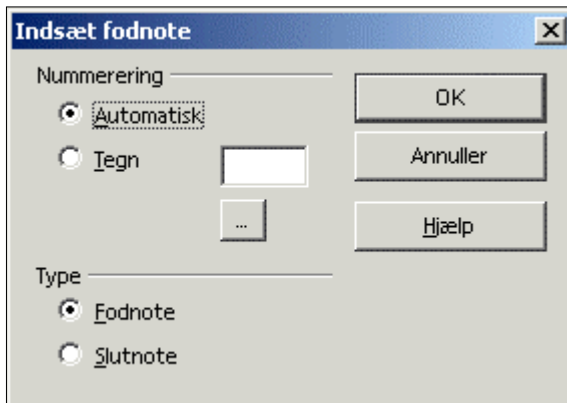 Indsæt fodnote
Nummerering
Automatisk
Tegn
...
Type
Fodnote
Slutnote
OK
Annuller
Hjælp